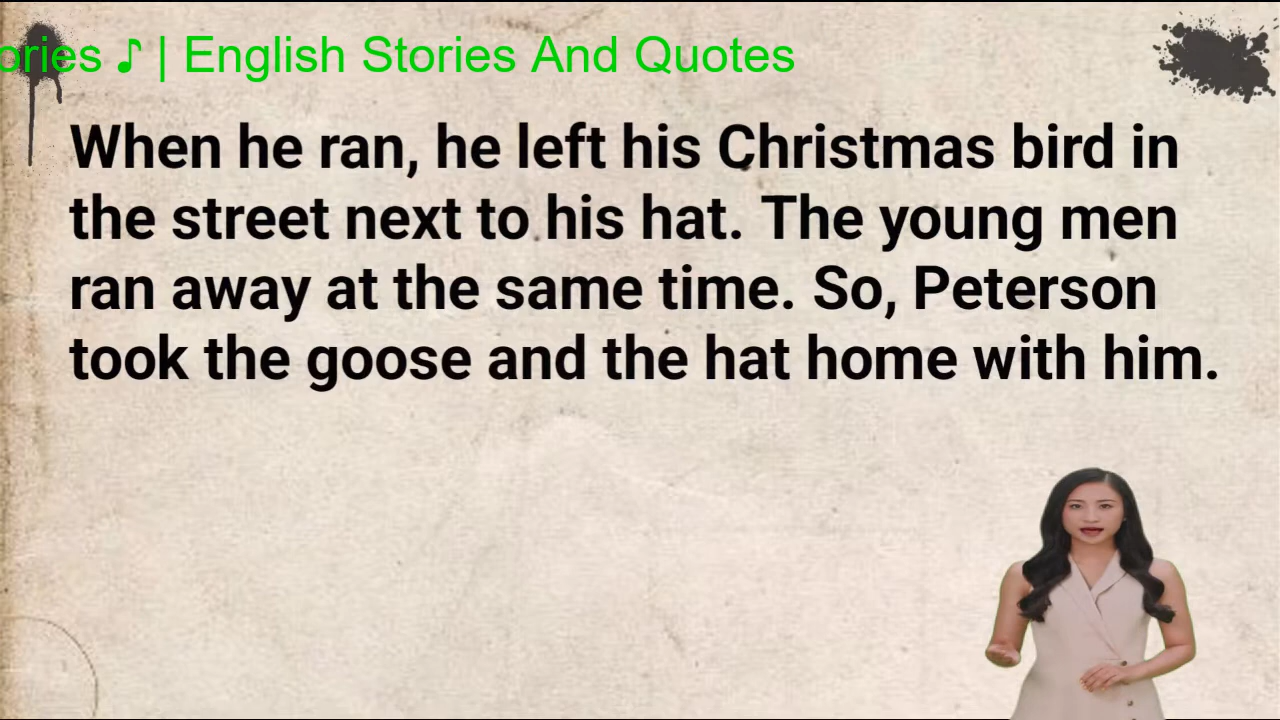 ories ♪ | English Stories And Quotes
When he ran, he left his Christmas bird in
the street next to his hat. The young men
ran away at the same time. So, Peterson
took the goose and the hat home with him.